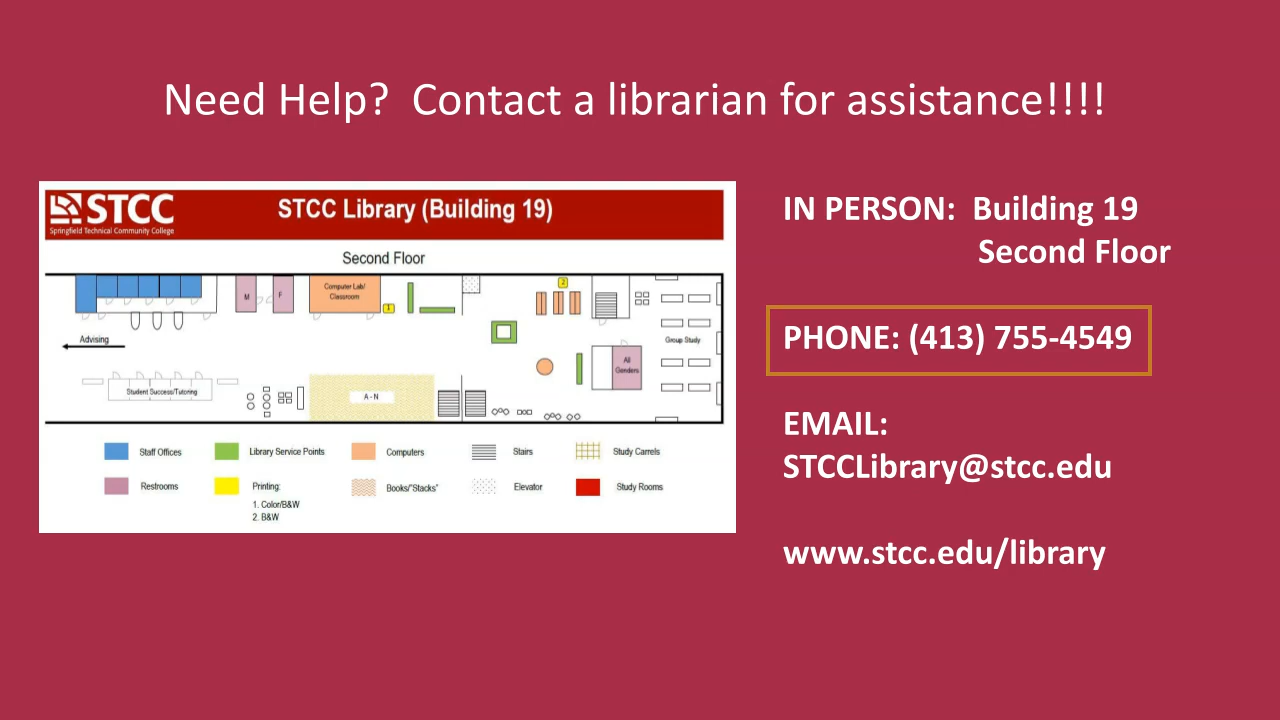 Need Help?  Contact a librarian for assistance!!!!
STCC
Springfield Technical Community College
STCC Library (Building 19)
Second Floor
M
F
Computer Lab/
Classroom
1
2
Advising
Group Study
All
Genders
Student Success/Tutoring
A - N
Staff Offices
Library Service Points
Computers
Stairs
Study Carrels
Restrooms
Printing:
1. Color/B&W
2. B&W
Books/"Stacks"
Elevator
Study Rooms
IN PERSON:  Building 19
Second Floor
PHONE: (413) 755-4549
EMAIL:
STCCLibrary@stcc.edu
www.stcc.edu/library